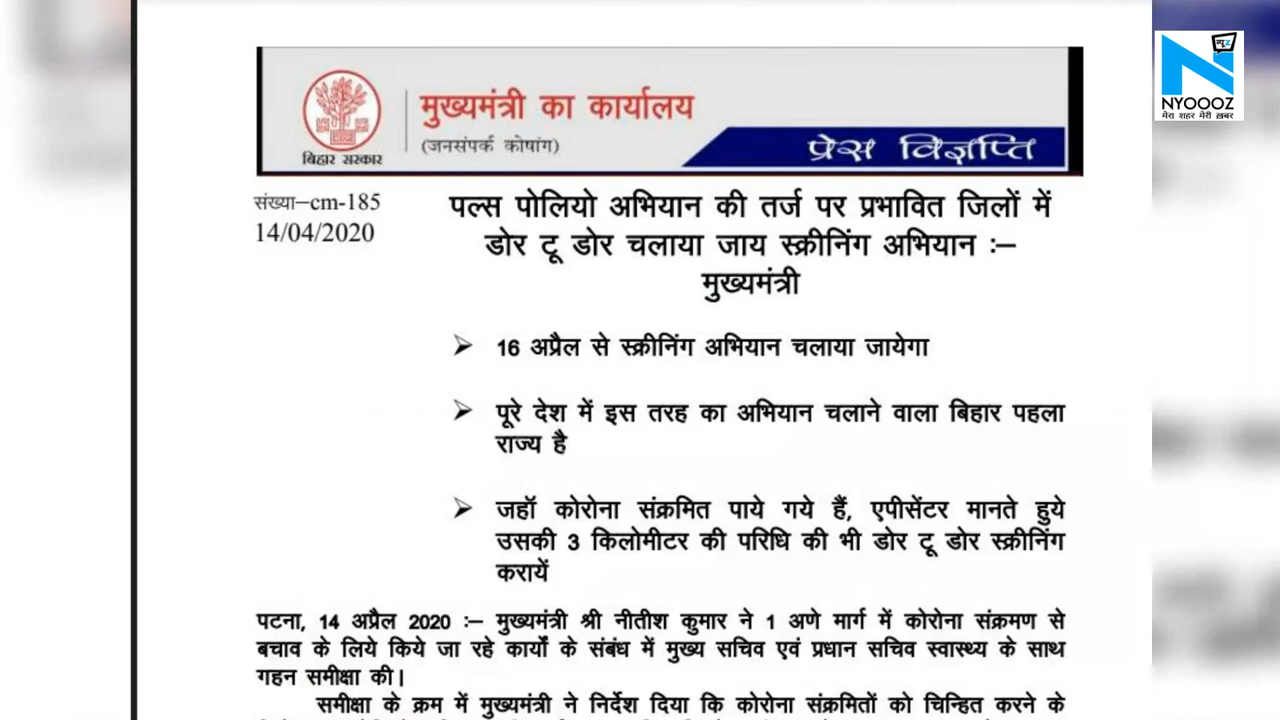 मुख्यमंत्री का कार्यालय
(जनसंपर्क कोषांग)
बिहार सरकार
प्रेस विज्ञप्ति
NYOOOZ
मेरा शहर मेरी ख़बर
संख्या–cm-185
14/04/2020
पल्स पोलियो अभियान की तर्ज पर प्रभावित जिलों में
डोर टू डोर चलाया जाय स्क्रीनिंग अभियान :–
मुख्यमंत्री
➢ 16 अप्रैल से स्क्रीनिंग अभियान चलाया जायेगा
➢ पूरे देश में इस तरह का अभियान चलाने वाला बिहार पहला
राज्य है
➢ जहॉ कोरोना संक्रमित पाये गये हैं, एपीसेंटर मानते हुये
उसकी 3 किलोमीटर की परिधि की भी डोर टू डोर स्क्रीनिंग
करायें
पटना, 14 अप्रैल 2020 :– मुख्यमंत्री श्री नीतीश कुमार ने 1 अणे मार्ग में कोरोना संक्रमण से
बचाव के लिये किये जा रहे कार्यों के संबंध में मुख्य सचिव एवं प्रधान सचिव स्वास्थ्य के साथ
गहन समीक्षा की।
समीक्षा के क्रम में मुख्यमंत्री ने निर्देश दिया कि कोरोना संक्रमितों को चिन्हित करने के